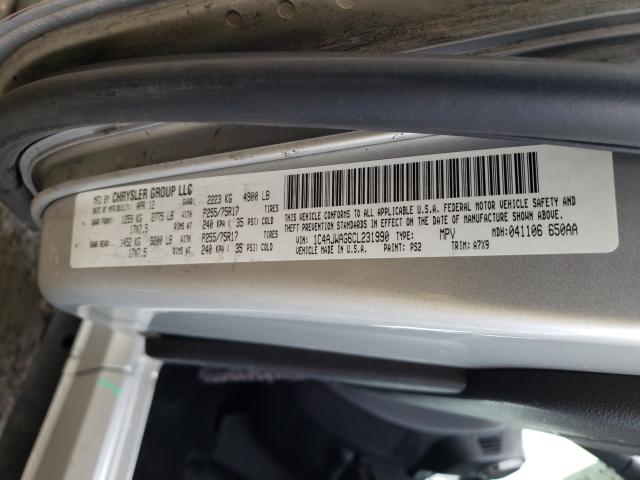 MFD BY CHRYSLER GROUP LLC
DATE OF MFR(BUILD): APR 12 GVWR: 2223 KG 4900 LB
GAWR FRONT: 1259 KG 2775 LB WITH P255/75R17 TIRES
17X7.5 RIMS AT 240 KPA ( 35 PSI) COLD
GAWR REAR: 1452 KG 3200 LB WITH P255/75R17 TIRES
17X7.5 RIMS AT 240 KPA ( 35 PSI) COLD
THIS VEHICLE CONFORMS TO ALL APPLICABLE U.S.A. FEDERAL MOTOR VEHICLE SAFETY AND
THEFT PREVENTION STANDARDS IN EFFECT ON THE DATE OF MANUFACTURE SHOWN ABOVE.
VIN: 1C4AJWAG6CL231990 TYPE: MPV MDH: 041106 650AA
VEHICLE MADE IN U.S.A. PAINT: PS2 TRIM: A7X9